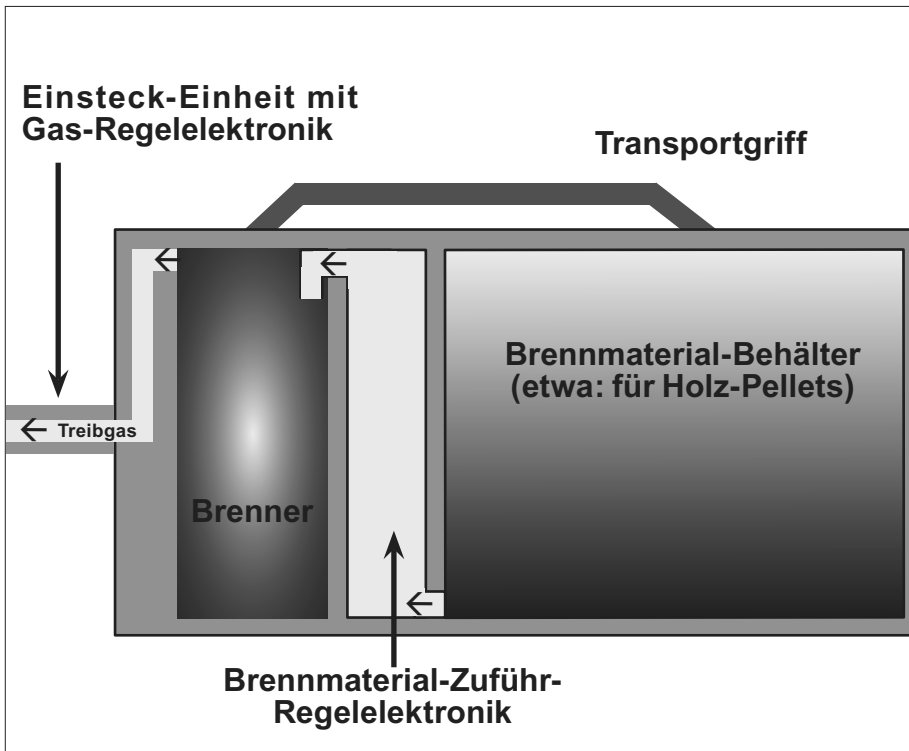 Einsteck-Einheit mit
Gas-Regelelektronik
Transportgriff
Brennmaterial-Behälter
(etwa: für Holz-Pellets)
Treibgas
Brenner
Brennmaterial-Zuführ-
Regelelektronik